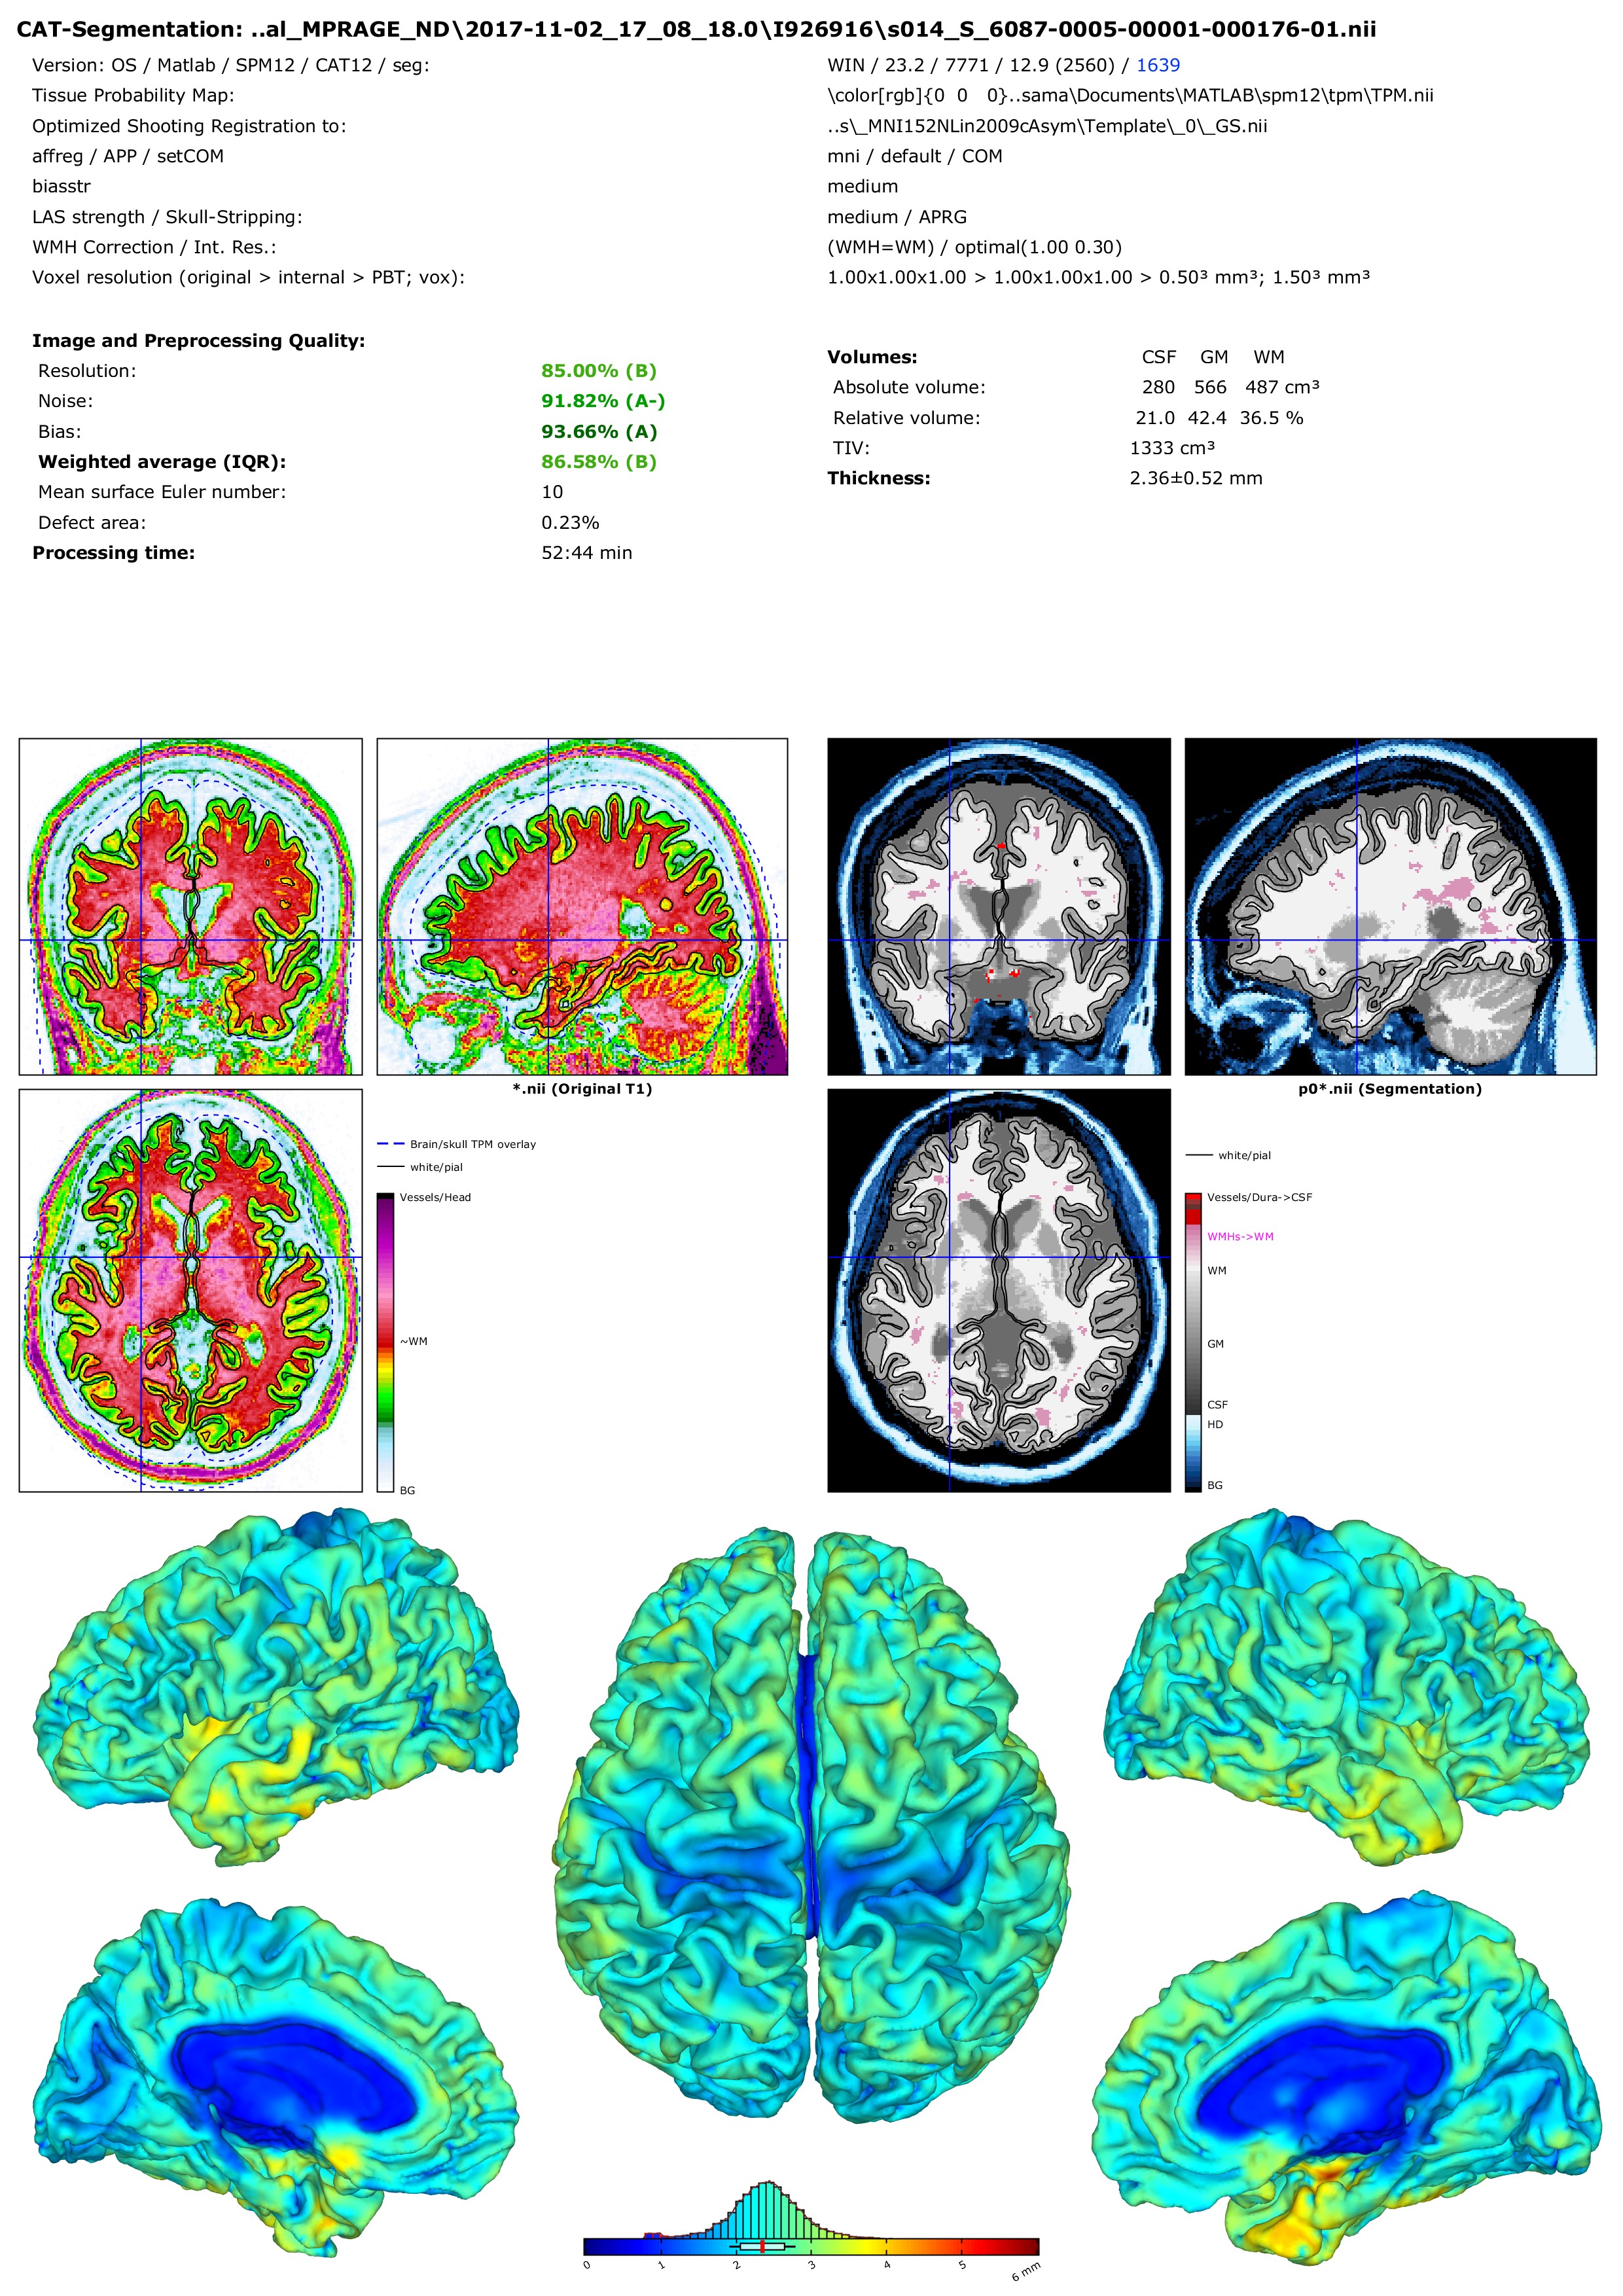 CAT-Segmentation: ..al_MPRAGE_ND\2017-11-02_17_08_18.0\I926916\s014_S_6087-0005-00001-000176-01.nii
Version: OS / Matlab / SPM12 / CAT12 / seg: WIN / 23.2 / 7771 / 12.9 (2560) / 1639
Tissue Probability Map: \color[rgb]{0 0 0}..sama\Documents\MATLAB\spm12\tpm\TPM.nii
Optimized Shooting Registration to: ..s\_MNI152NLin2009cAsym\Template\_0\_GS.nii
affreg / APP / setCOM mni / default / COM
biasstr medium
LAS strength / Skull-Stripping: medium / APRG
WMH Correction / Int. Res.: (WMH=WM) / optimal(1.00 0.30)
Voxel resolution (original > internal > PBT; vox): 1.00x1.00x1.00 > 1.00x1.00x1.00 > 0.50³ mm³; 1.50³ mm³
Image and Preprocessing Quality:
Resolution: 85.00% (B)
Noise: 91.82% (A-)
Bias: 93.66% (A)
Weighted average (IQR): 86.58% (B)
Mean surface Euler number: 10
Defect area: 0.23%
Processing time: 52:44 min
Volumes: CSF GM WM
Absolute volume: 280 566 487 cm³
Relative volume: 21.0 42.4 36.5 %
TIV: 1333 cm³
Thickness: 2.36±0.52 mm
*.nii (Original T1)
Brain/skull TPM overlay
white/pial
Vessels/Head
~WM
BG
p0*.nii (Segmentation)
white/pial
Vessels/Dura->CSF
WMHs->WM
WM
GM
CSF
HD
BG
0 1 2 3 4 5 6 mm